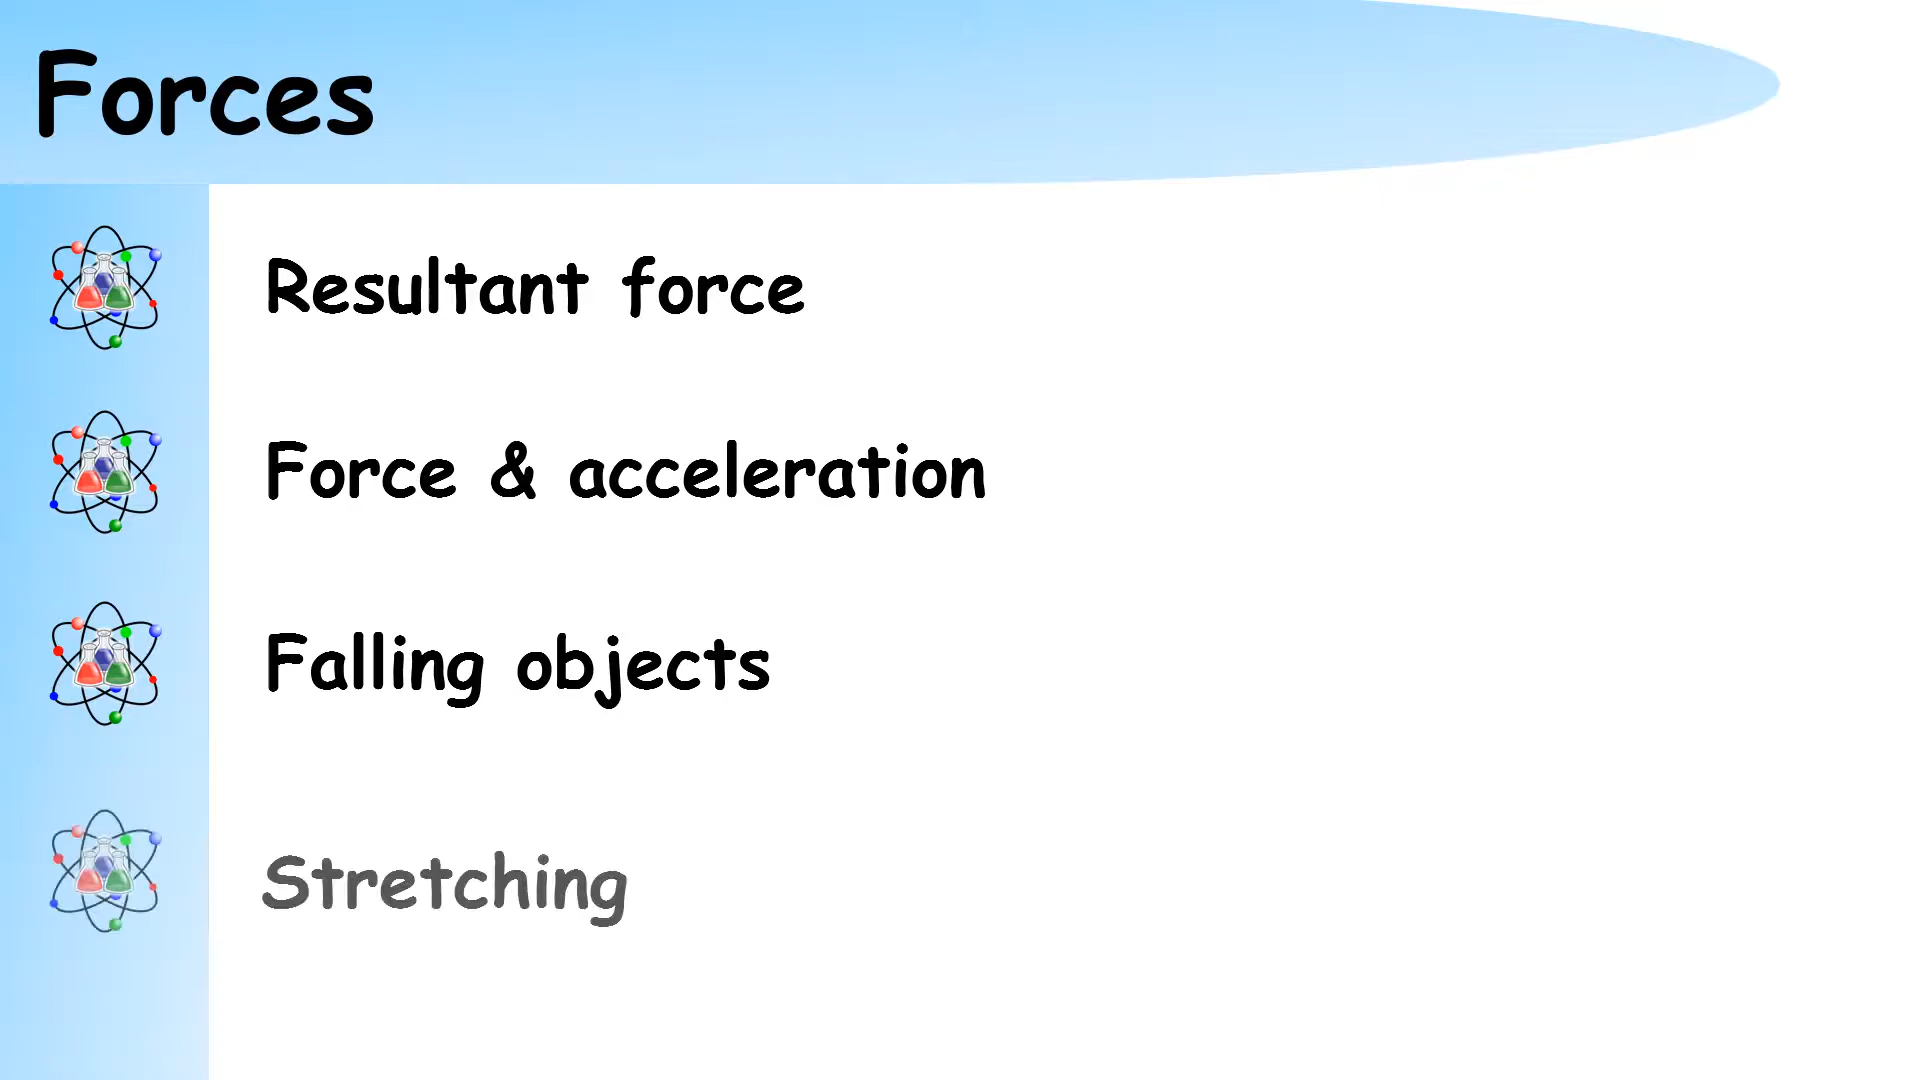 Forces
Resultant force
Force & acceleration
Falling objects
Stretching